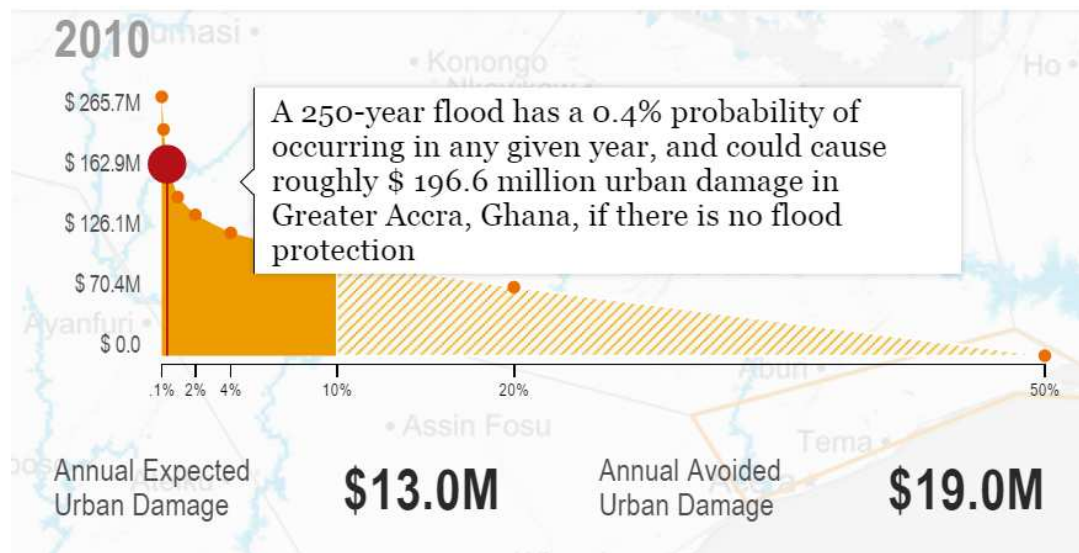 2010
umasi
Konongo
Ho
$ 265.7M
$ 162.9M
$ 126.1M
$ 70.4M
$ 0.0
A 250-year flood has a 0.4% probability of
occurring in any given year, and could cause
roughly $ 196.6 million urban damage in
Greater Accra, Ghana, if there is no flood
protection
Ayanfuri
Aburi
.1% 2% 4% 10% 20% 50%
Assin Fosu
Tema
Annual Expected
Urban Damage
$13.0M
Annual Avoided
Urban Damage
$19.0M